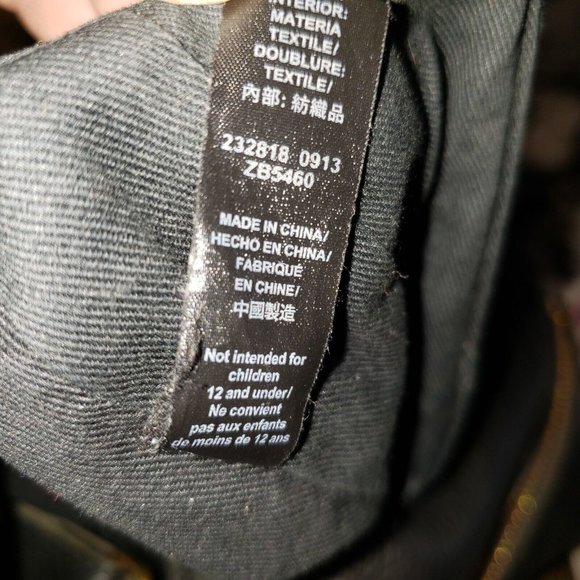 INTERIOR:
MATERIA
TEXTILE/
DOUBLURE:
TEXTILE/
內部: 紡織品
232818 0913
ZB5460
MADE IN CHINA/
HECHO EN CHINA/
FABRIQUÉ
EN CHINE/
中國製造
Not intended for
children
12 and under/
Ne convient
pas aux enfants
de moins de 12 ans